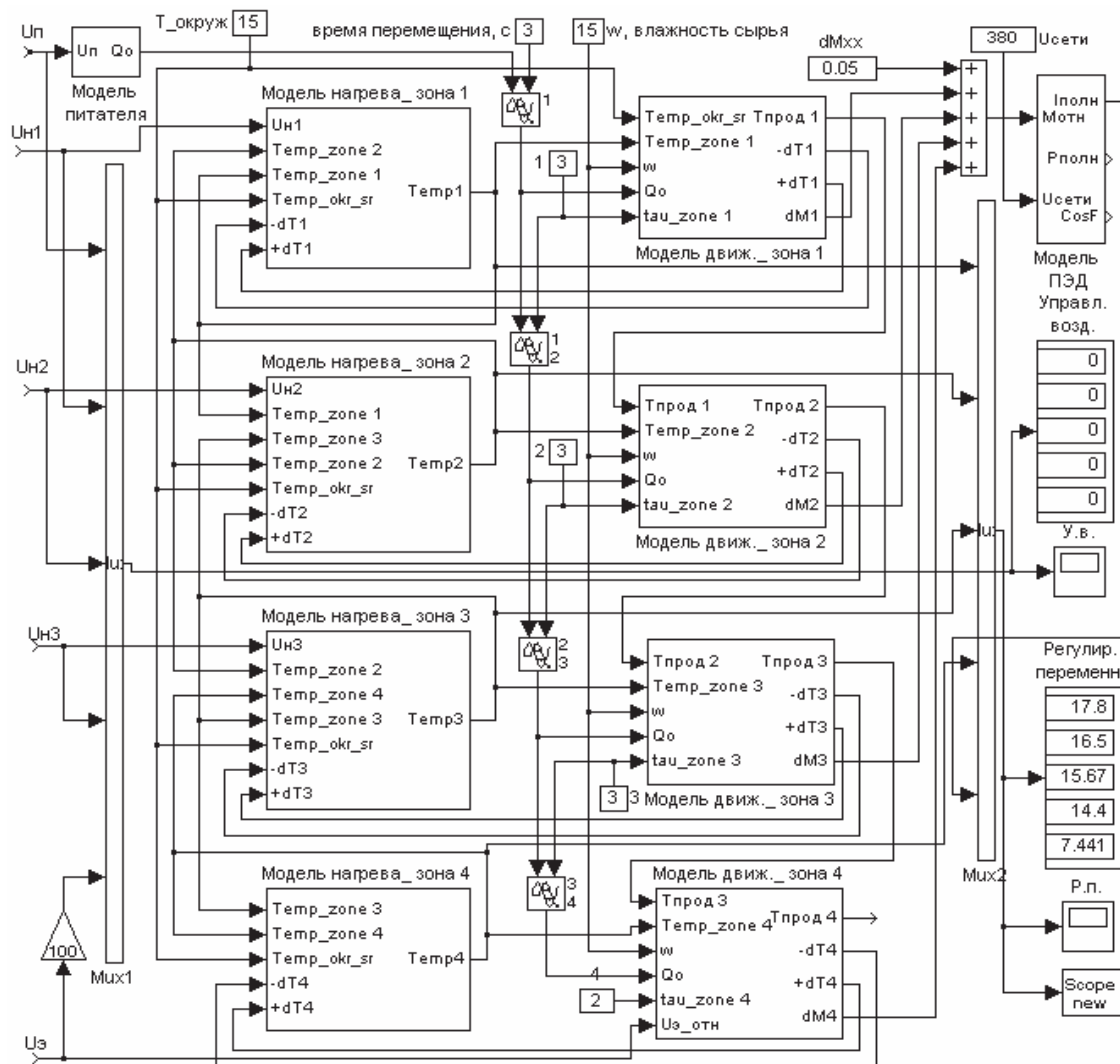 Uп
T_окруж 15
время перемещения, с 3
15 w, влажность сырья
dMxx
0.05
380 Uсети
Uп Qo
Модель
питателя
Uн1
Модель нагрева_ зона 1
Uн1
Temp_zone 2
Temp_zone 1
Temp_okr_sr
-dT1
+dT1
Temp1
1
1 3
Temp_okr_sr
Temp_zone 1
w
Qo
tau_zone 1
Tпрод 1
-dT1
+dT1
dM1
Модель движ._ зона 1
+
+
+
+
+
Iполн
Mотн
Pполн
Uсети
CosF
Модель
ПЭД
Управл.
возд.
0
0
0
0
0
У.в.
1
2
Uн2
Модель нагрева_ зона 2
Uн2
Temp_zone 1
Temp_zone 3
Temp_zone 2
Temp_okr_sr
-dT2
+dT2
Temp2
2 3
Tпрод 1
Temp_zone 2
w
Qo
tau_zone 2
Tпрод 2
-dT2
+dT2
dM2
Модель движ._ зона 2
2
3
Uн3
Модель нагрева_ зона 3
Uн3
Temp_zone 2
Temp_zone 4
Temp_zone 3
Temp_okr_sr
-dT3
+dT3
Temp3
Tпрод 2
Temp_zone 3
w
Qo
tau_zone 3
Tпрод 3
-dT3
+dT3
dM3
3 3
Модель движ._ зона 3
Регулир.
переменн
17.8
16.5
15.67
14.4
7.441
3
4
Модель нагрева_ зона 4
Temp_zone 3
Temp_zone 4
Temp_okr_sr
-dT4
+dT4
Temp4
Модель движ._ зона 4
Tпрод 3
Temp_zone 4
w
Qo
tau_zone 4
Uэ_отн
Tпрод 4
-dT4
+dT4
dM4
4
2
Mux2
Р.п.
Scope
new
100
Mux1
Uэ